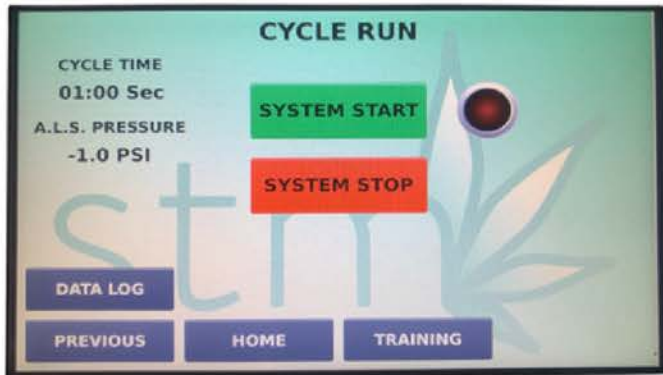 CYCLE RUN
CYCLE TIME
01:00 Sec
A.L.S. PRESSURE
-1.0 PSI
SYSTEM START
SYSTEM STOP
stm
DATA LOG
PREVIOUS
HOME
TRAINING